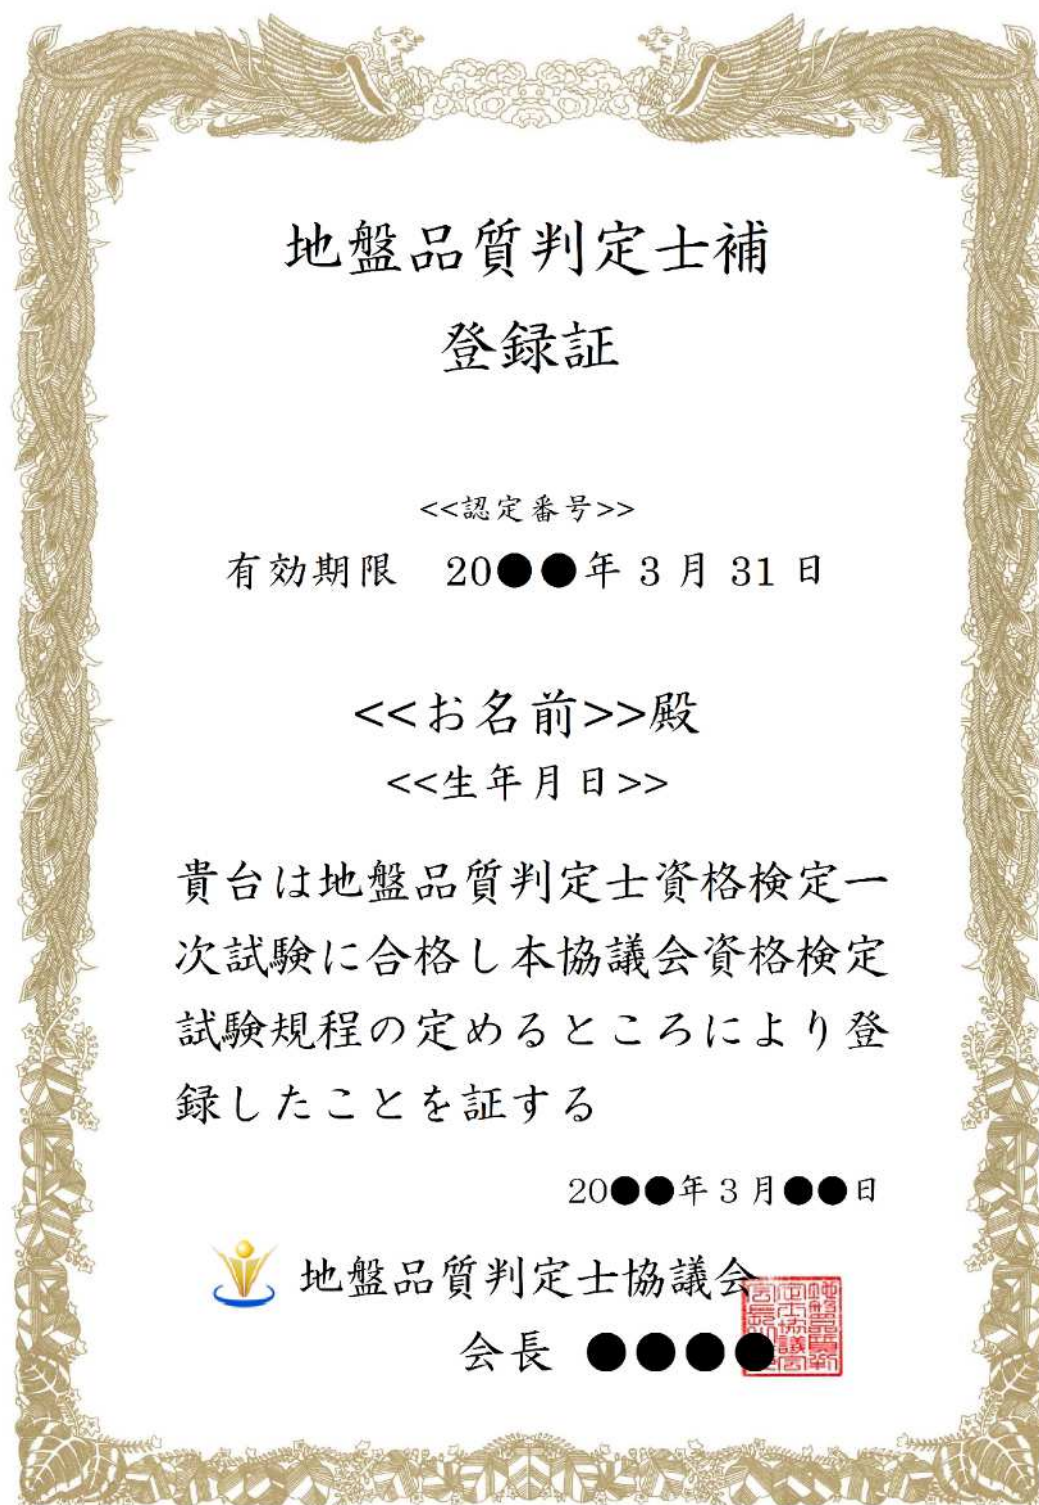 地盤品質判定士補
登録証
<<認定番号>>
有効期限　20●●年 3 月 31 日
<<お名前>>殿
<<生年月日>>
貴台は地盤品質判定士資格検定一
次試験に合格し本協議会資格検定
試験規程の定めるところにより登
録したことを証する
20●●年 3 月●●日
地盤品質判定士協議会
会長 ●●●●